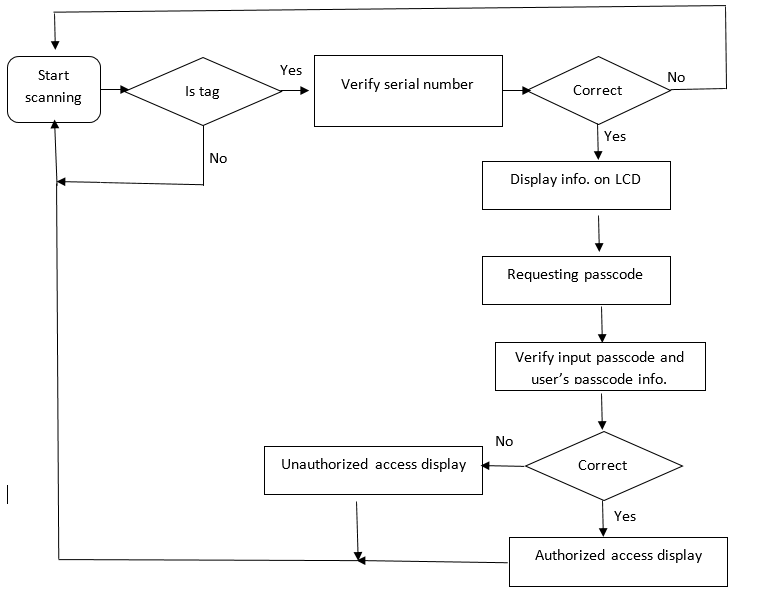 Start
scanning
Is tag
Yes
No
Verify serial number
Correct
No
Yes
Display info. on LCD
Requesting passcode
Verify input passcode and
user's passcode info.
Correct
No
Yes
Unauthorized access display
Authorized access display